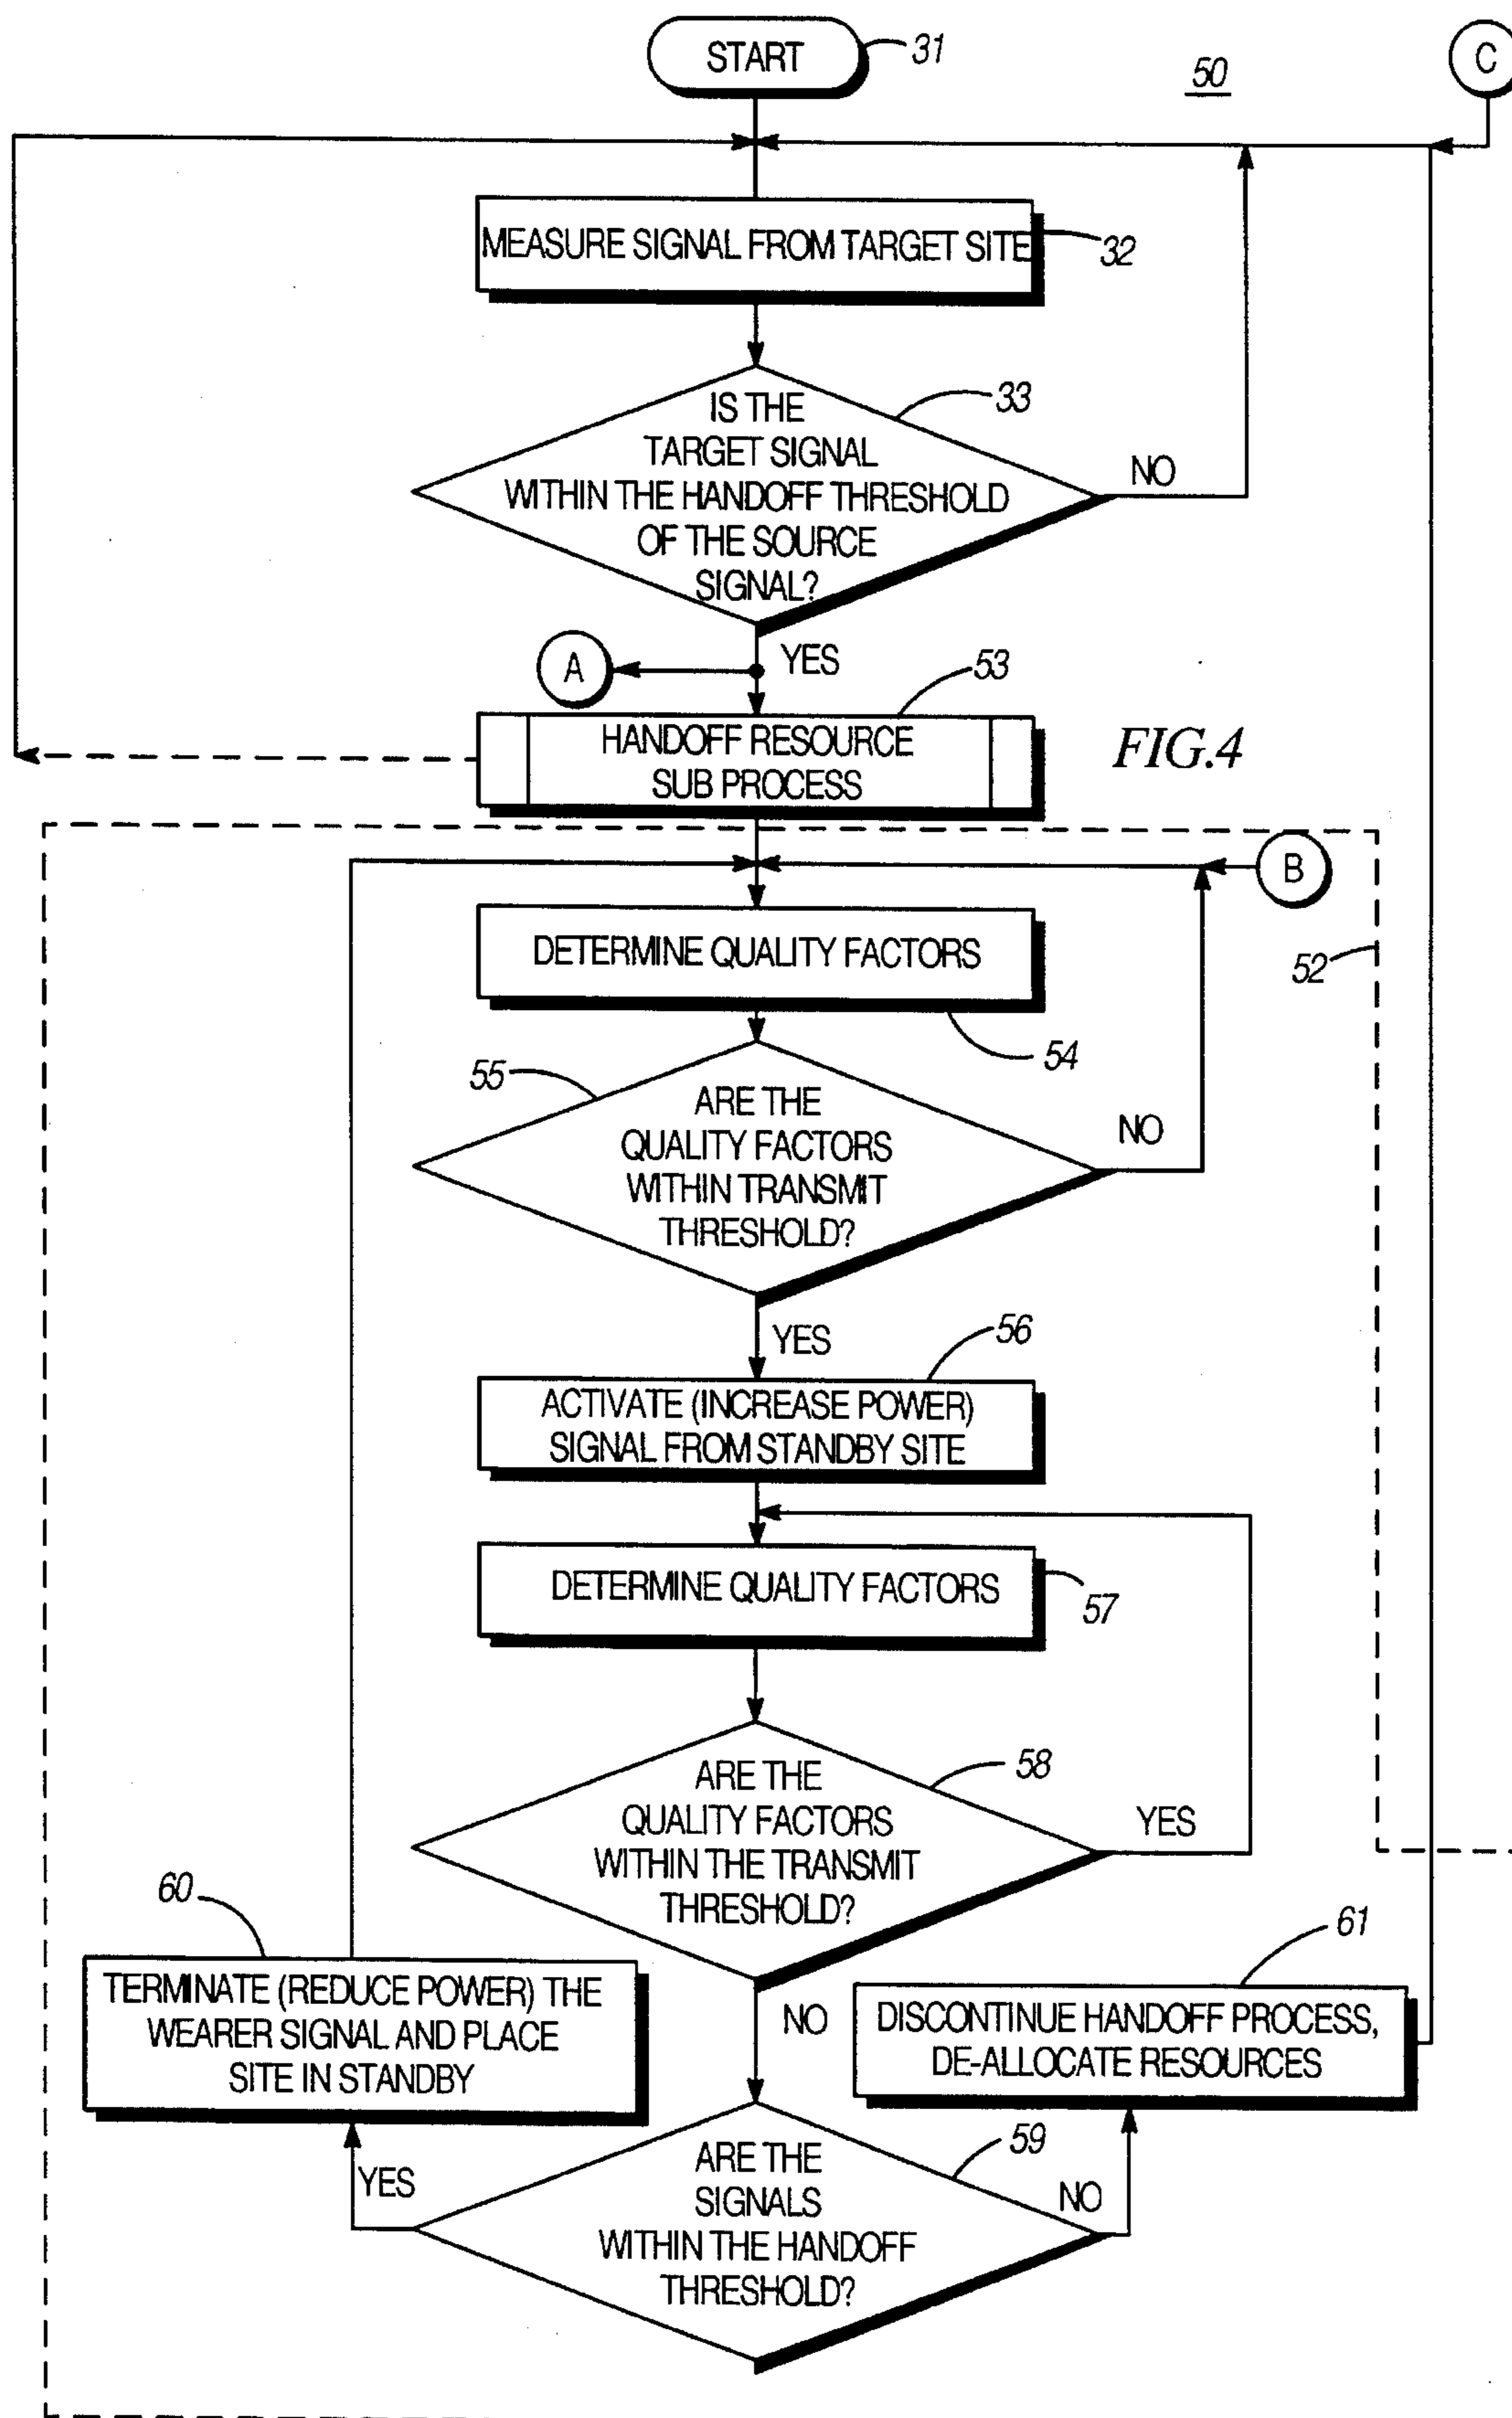 START
31
50
C
MEASURE SIGNAL FROM TARGET SITE
32
IS THE
TARGET SIGNAL
WITHIN THE HANDOFF THRESHOLD
OF THE SOURCE
SIGNAL?
33
NO
A
YES
53
HANDOFF RESOURCE
SUB PROCESS
FIG.4
B
DETERMINE QUALITY FACTORS
52
54
55
ARE THE
QUALITY FACTORS
WITHIN TRANSMIT
THRESHOLD?
NO
YES
56
ACTIVATE (INCREASE POWER)
SIGNAL FROM STANDBY SITE
DETERMINE QUALITY FACTORS
57
ARE THE
QUALITY FACTORS
WITHIN THE TRANSMIT
THRESHOLD?
58
YES
60
61
TERMINATE (REDUCE POWER) THE
WEARER SIGNAL AND PLACE
SITE IN STANDBY
NO
DISCONTINUE HANDOFF PROCESS,
DE-ALLOCATE RESOURCES
59
YES
ARE THE
SIGNALS
WITHIN THE HANDOFF
THRESHOLD?
NO